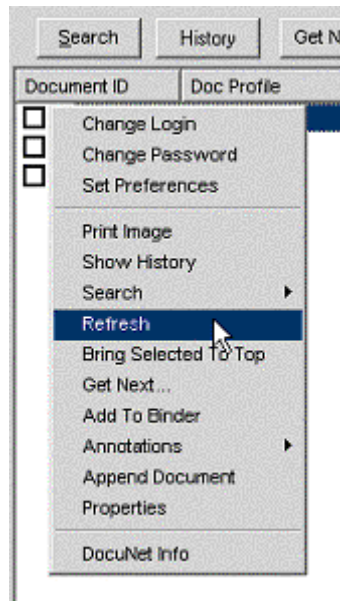 Search History Get N
Document ID Doc Profile
Change Login
Change Password
Set Preferences
Print Image
Show History
Search
Refresh
Bring Selected To Top
Get Next...
Add To Binder
Annotations
Append Document
Properties
DocuNet Info